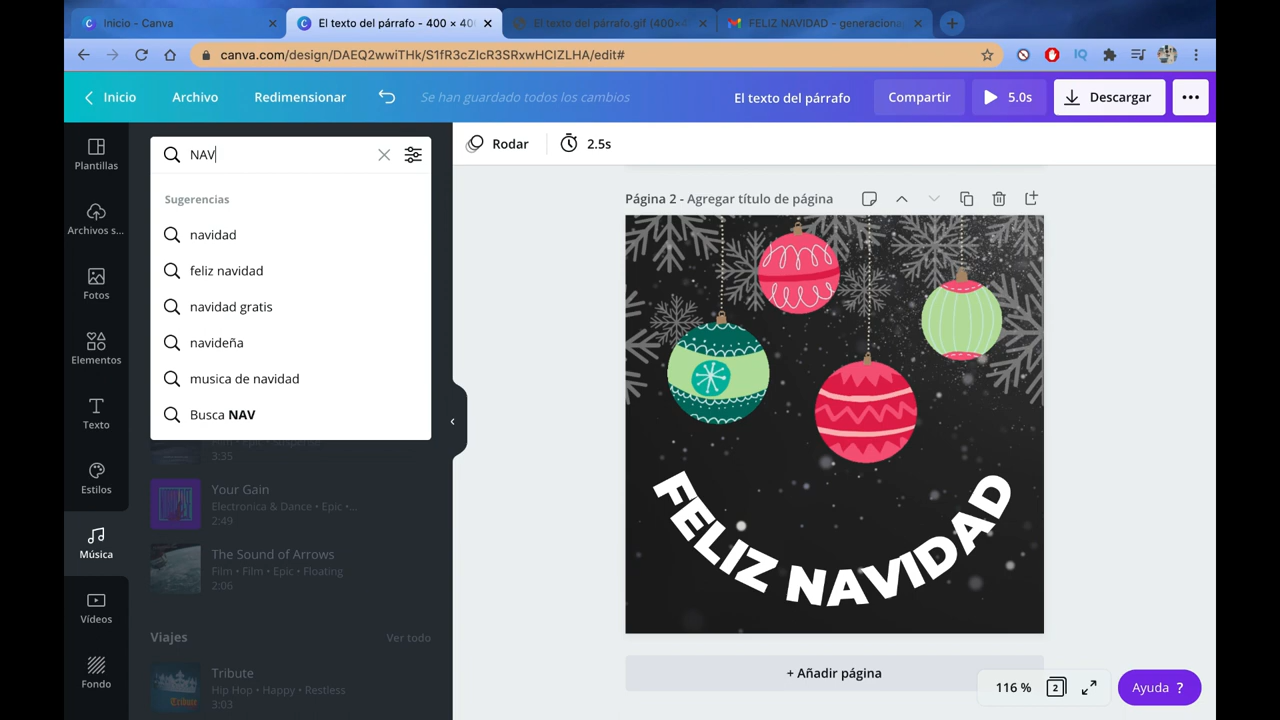 Inicio - Canva
El texto del párrafo - 400 × 40
El texto del párrafo.gif (400×4
FELIZ NAVIDAD - generaciona
canva.com/design/DAEQ2wwiTHk/S1fR3cZIcR3SRxwHCIZLHA/edit#
Inicio
Archivo
Redimensionar
Se han guardado todos los cambios
El texto del párrafo
Compartir
5.0s
Descargar
Plantillas
Archivos s...
Fotos
Elementos
Texto
Estilos
Música
Vídeos
Fondo
NAV
Sugerencias
navidad
feliz navidad
navidad gratis
navideña
musica de navidad
Busca NAV
3:35
Your Gain
Electronica & Dance • Epic •...
2:49
The Sound of Arrows
Film • Film • Epic • Floating
2:06
Viajes
Ver todo
Tribute
Hip Hop • Happy • Restless
3:03
Tribute
Rodar
2.5s
Página 2 - Agregar título de página
FELIZ NAVIDAD
+ Añadir página
116 %
2
Ayuda ?